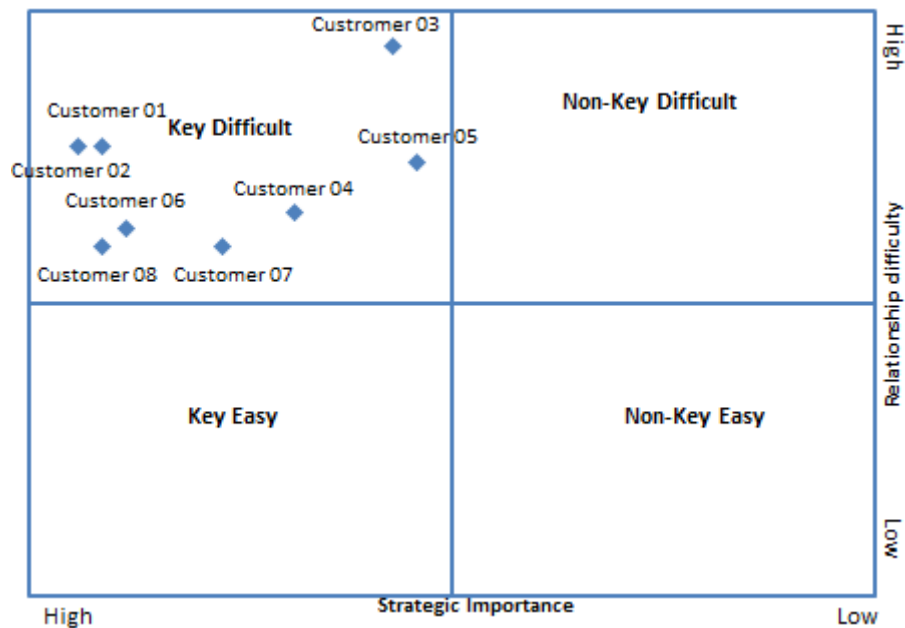 Custromer 03
High
Non-Key Difficult
Customer 01
Key Difficult
Customer 05
Customer 02
Customer 04
Customer 06
Customer 08
Customer 07
Relationship difficulty
Key Easy
Non-Key Easy
Low
High
Strategic Importance
Low